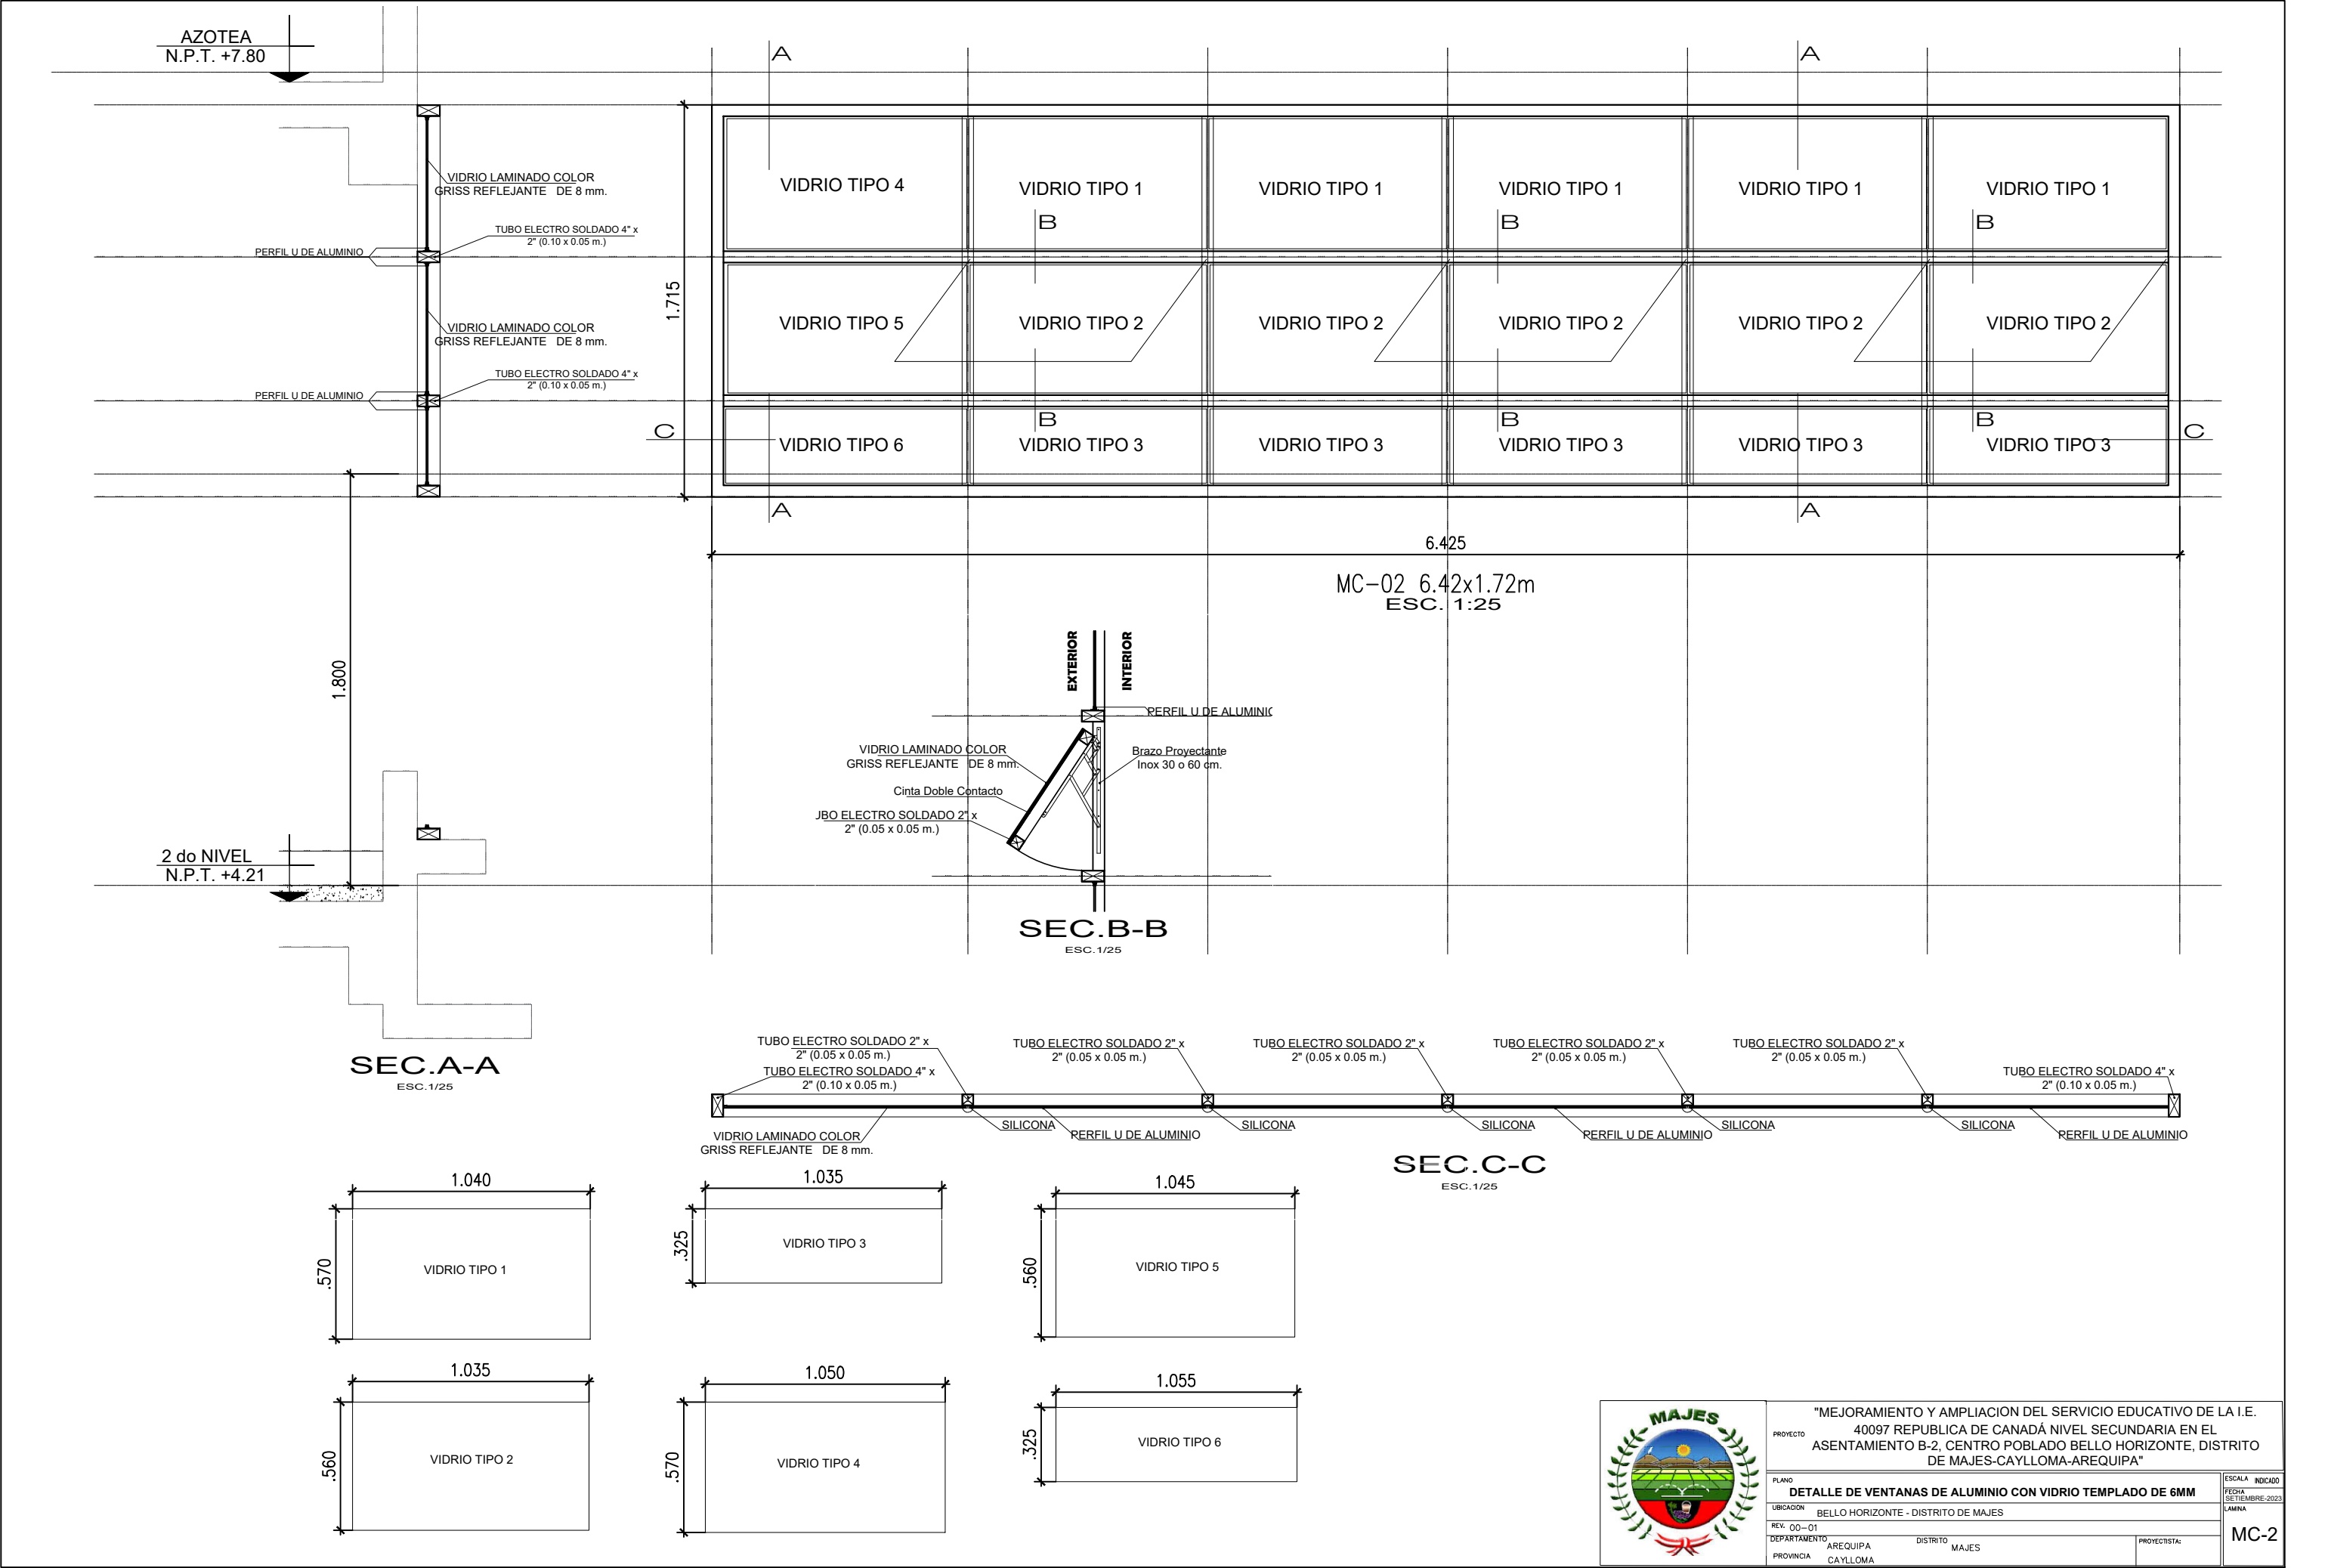 AZOTEA
N.P.T. +7.80
VIDRIO LAMINADO COLOR
GRISS REFLEJANTE DE 8 mm.
TUBO ELECTRO SOLDADO 4" x
2" (0.10 x 0.05 m.)
PERFIL U DE ALUMINIO
VIDRIO LAMINADO COLOR
GRISS REFLEJANTE DE 8 mm.
TUBO ELECTRO SOLDADO 4" x
2" (0.10 x 0.05 m.)
PERFIL U DE ALUMINIO
1.800
2 do NIVEL
N.P.T. +4.21
SEC.A-A
ESC.1/25
A
A
1.715
VIDRIO TIPO 4
VIDRIO TIPO 1
VIDRIO TIPO 1
VIDRIO TIPO 1
VIDRIO TIPO 1
VIDRIO TIPO 1
B
B
B
VIDRIO TIPO 5
VIDRIO TIPO 2
VIDRIO TIPO 2
VIDRIO TIPO 2
VIDRIO TIPO 2
VIDRIO TIPO 2
B
B
B
C
C
VIDRIO TIPO 6
VIDRIO TIPO 3
VIDRIO TIPO 3
VIDRIO TIPO 3
VIDRIO TIPO 3
VIDRIO TIPO 3
A
A
6.425
MC-02 6.42x1.72m
ESC. 1:25
EXTERIOR
INTERIOR
PERFIL U DE ALUMINIO
VIDRIO LAMINADO COLOR
GRISS REFLEJANTE DE 8 mm.
Brazo Proyectante
Inox 30 o 60 cm.
Cinta Doble Contacto
UBO ELECTRO SOLDADO 2" x
2" (0.05 x 0.05 m.)
SEC.B-B
ESC.1/25
TUBO ELECTRO SOLDADO 2" x
2" (0.05 x 0.05 m.)
TUBO ELECTRO SOLDADO 4" x
2" (0.10 x 0.05 m.)
TUBO ELECTRO SOLDADO 2" x
2" (0.05 x 0.05 m.)
TUBO ELECTRO SOLDADO 2" x
2" (0.05 x 0.05 m.)
TUBO ELECTRO SOLDADO 2" x
2" (0.05 x 0.05 m.)
TUBO ELECTRO SOLDADO 2" x
2" (0.05 x 0.05 m.)
TUBO ELECTRO SOLDADO 4" x
2" (0.10 x 0.05 m.)
VIDRIO LAMINADO COLOR
GRISS REFLEJANTE DE 8 mm.
SILICONA
PERFIL U DE ALUMINIO
SILICONA
SILICONA
PERFIL U DE ALUMINIO
SILICONA
SILICONA
PERFIL U DE ALUMINIO
SEC.C-C
ESC.1/25
1.040
.570
VIDRIO TIPO 1
1.035
.325
VIDRIO TIPO 3
1.045
.560
VIDRIO TIPO 5
1.035
.560
VIDRIO TIPO 2
1.050
.570
VIDRIO TIPO 4
1.055
.325
VIDRIO TIPO 6
MAJES
PROYECTO
"MEJORAMIENTO Y AMPLIACION DEL SERVICIO EDUCATIVO DE LA I.E.
40097 REPUBLICA DE CANADÁ NIVEL SECUNDARIA EN EL
ASENTAMIENTO B-2, CENTRO POBLADO BELLO HORIZONTE, DISTRITO
DE MAJES-CAYLLOMA-AREQUIPA"
PLANO
DETALLE DE VENTANAS DE ALUMINIO CON VIDRIO TEMPLADO DE 6MM
UBICACIÓN
BELLO HORIZONTE - DISTRITO DE MAJES
REV. 00-01
DEPARTAMENTO AREQUIPA
DISTRITO MAJES
PROVINCIA CAYLLOMA
PROYECTISTA:
ESCALA INDICADO
FECHA
SETIEMBRE-2023
LAMINA
MC-2